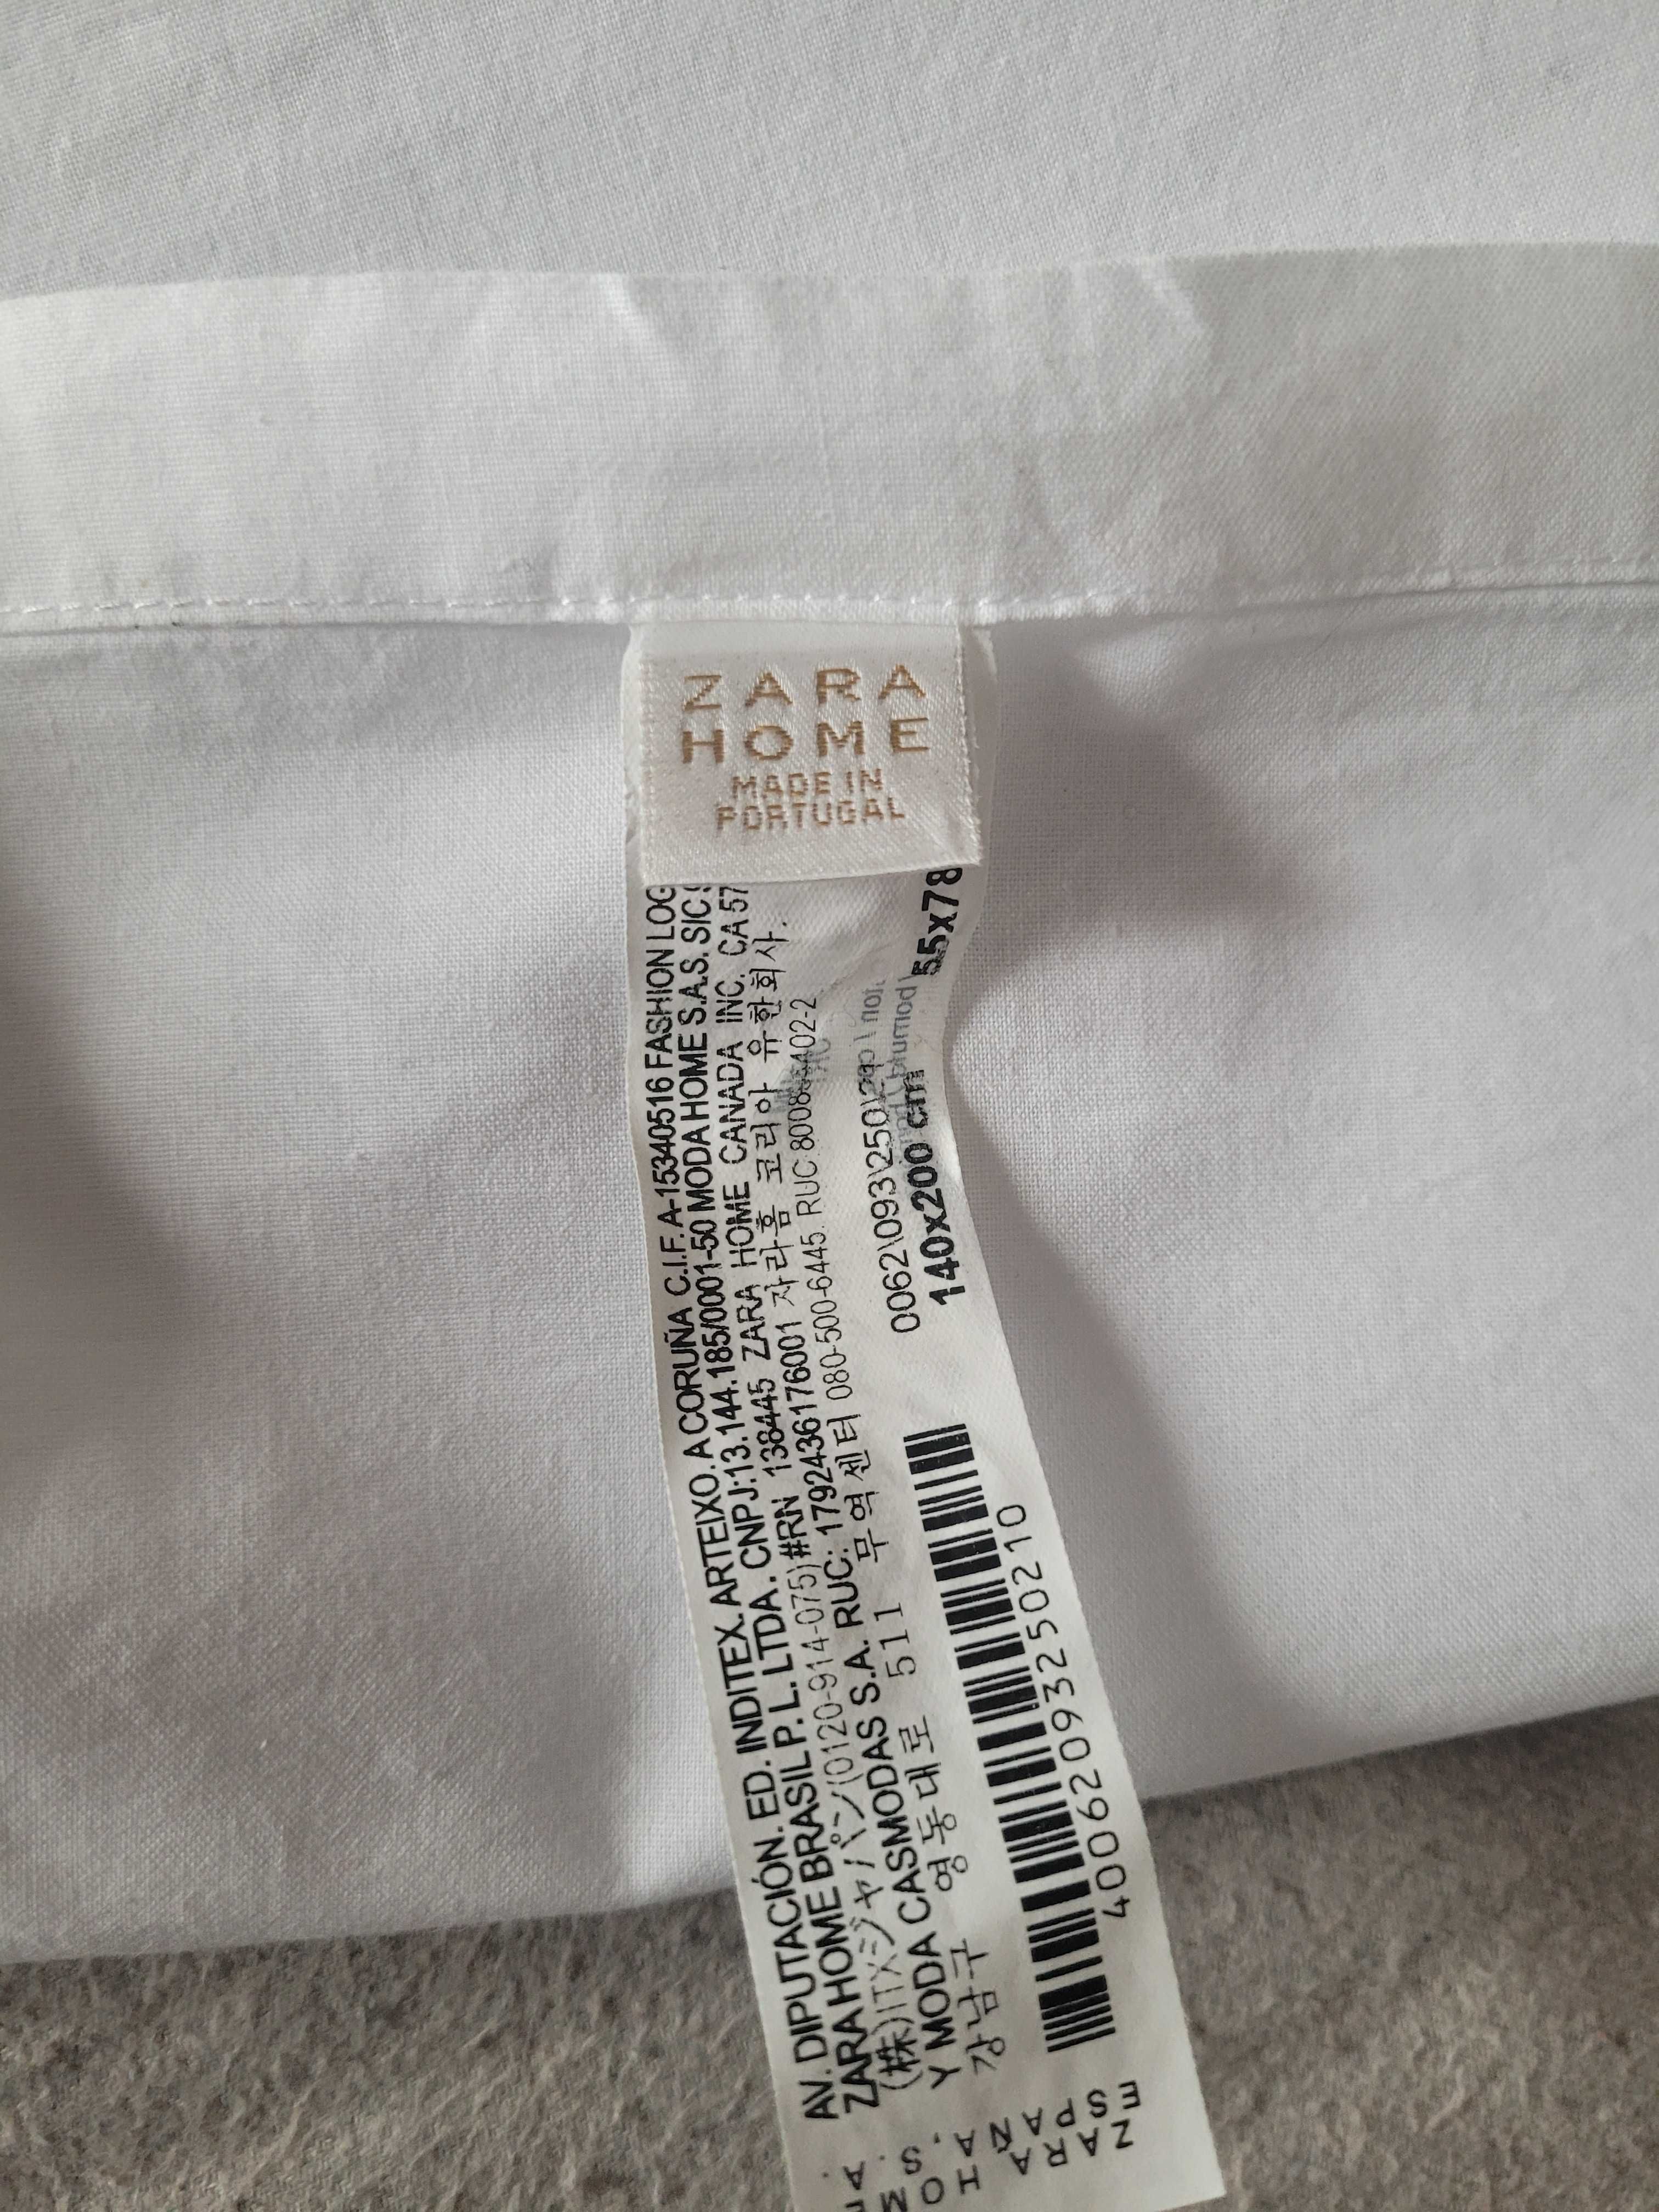 ZARA
HOME
MADE IN
PORTUGAL
AV. DIPUTACIÓN. ED. INDITEX. ARTEIXO. A CORUÑA C.I.F. A-15340516 FASHION LOG
ZARA HOME BRASIL P. L. LTDA. CNPJ:13.144.185/0001-50 MODA HOME S.A.S. SIC
(株)ITXジャパン(0120-914-075) #RN 138445 ZARA HOME CANADA INC. CA 57
Y MODA CASMODAS S.A. RUC: 1792436176001 자라홈 코리아 유한회사.
강남구 영동대로 511 무역센터 080-500-6445. RUC
0062\093\250\
140x200 cm 55x78
40062093250210
ZARA HOME
ESPAÑA, S.A.